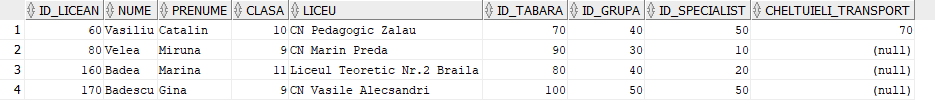 ID_LICEAN NUME PRENUME CLASA LICEU ID_TABARA ID_GRUPA ID_SPECIALIST CHELTUIELI_TRANSPORT
1 60 Vasiliu Catalin 10 CN Pedagogic Zalau 70 40 50 70
2 80 Velea Miruna 9 CN Marin Preda 90 30 10 (null)
3 160 Badea Marina 11 Liceul Teoretic Nr.2 Braila 80 40 20 (null)
4 170 Badescu Gina 9 CN Vasile Alecsandri 100 50 50 (null)